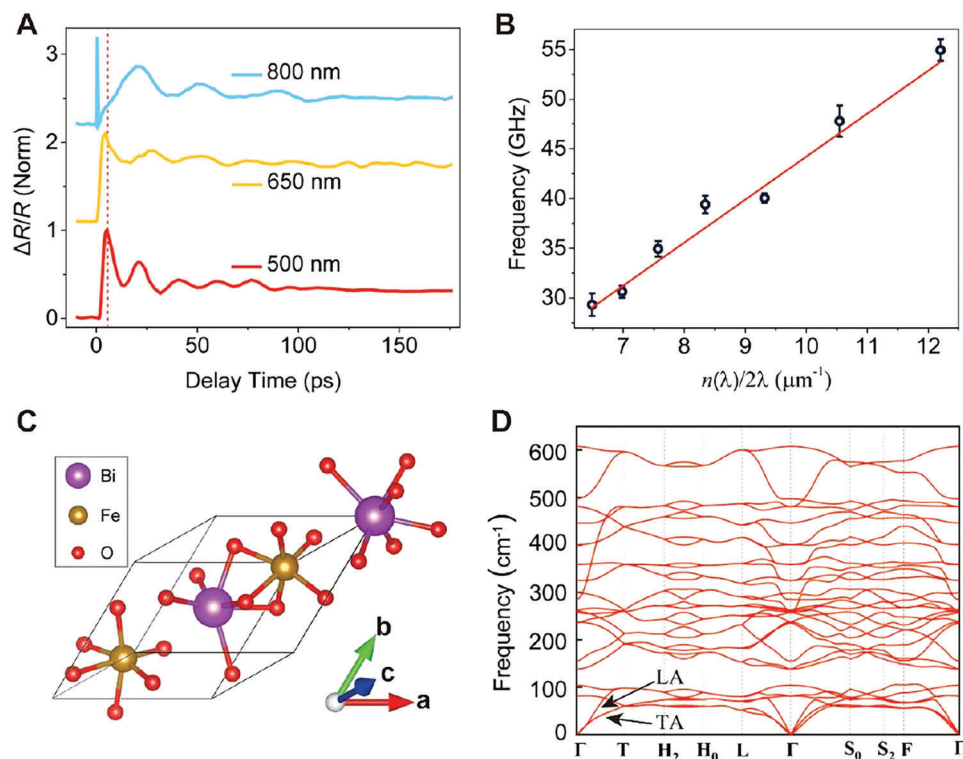 A
ΔR/R (Norm)
3
2
1
0
800 nm
650 nm
500 nm
0
50
100
150
Delay Time (ps)
B
Frequency (GHz)
55
50
45
40
35
30
7
8
9
10
11
12
n(λ)/2λ (μm⁻¹)
C
Bi
Fe
O
b
c
a
D
Frequency (cm⁻¹)
600
500
400
300
200
100
0
LA
TA
Γ
T
H₂
H₀
L
Γ
S₀
S₂
F
Γ